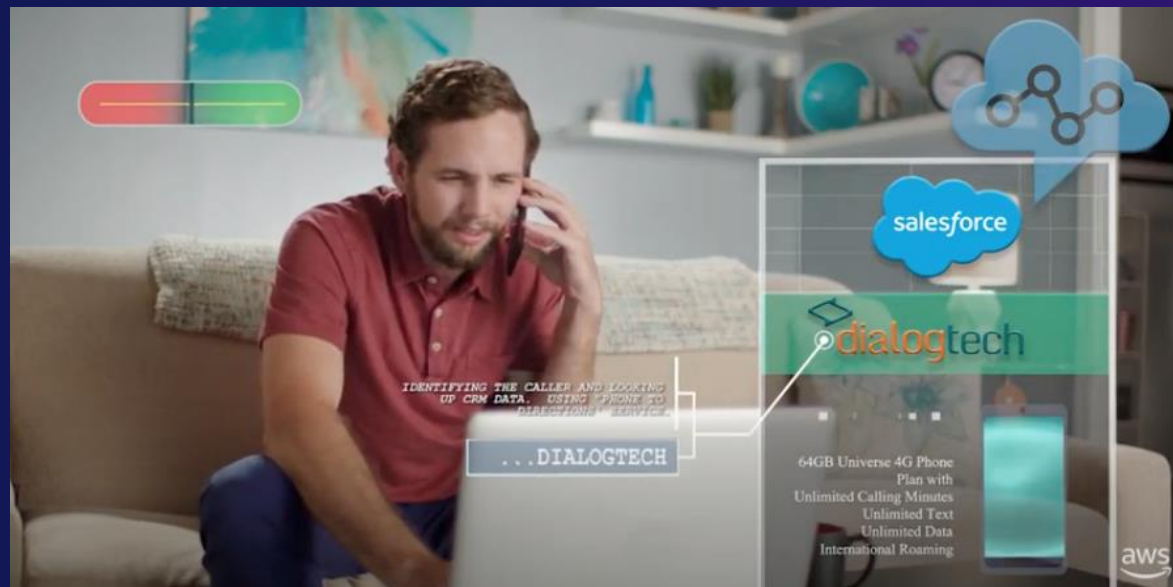 salesforce
dialogtech
IDENTIFYING THE CALLER AND LOOKING
UP CRM DATA. USING "PHONE TO
DIRECTIONS" SERVICE.
...DIALOGTECH
64GB Universe 4G Phone
Plan with
Unlimited Calling Minutes
Unlimited Text
Unlimited Data
International Roaming
aws